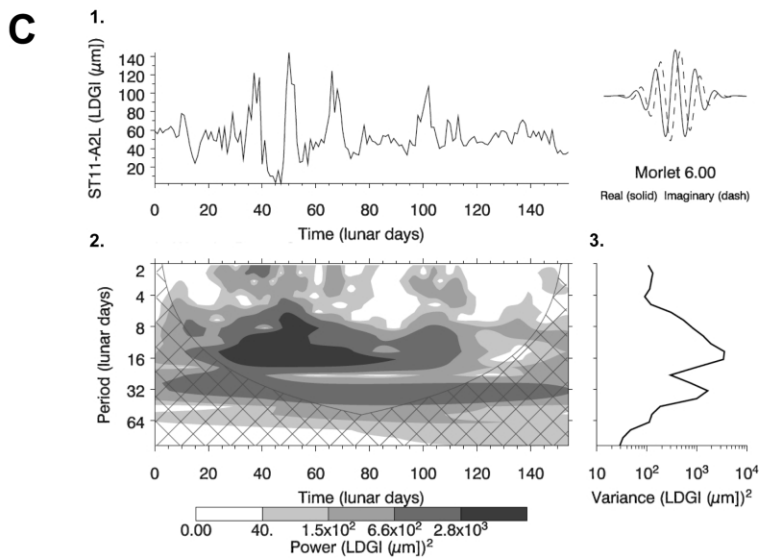 C
1.
ST11-A2L (LDGI (μm))
140
120
100
80
60
40
20
0 20 40 60 80 100 120 140
Time (lunar days)
Morlet 6.00
Real (solid) Imaginary (dash)
2.
Period (lunar days)
2
4
8
16
32
64
0 20 40 60 80 100 120 140
Time (lunar days)
0.00 40. 1.5x10² 6.6x10² 2.8x10³
Power (LDGI (μm))²
3.
10 10² 10³ 10⁴
Variance (LDGI (μm))²